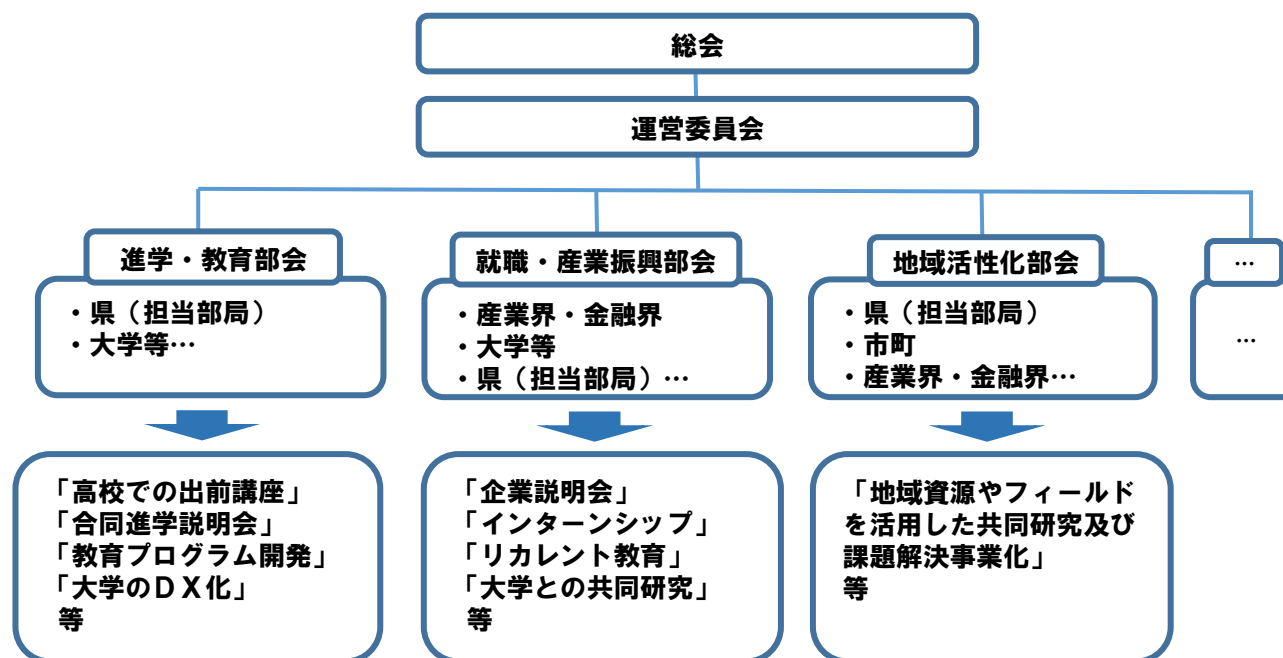 総会
運営委員会
進学・教育部会
・県（担当部局）
・大学等…
就職・産業振興部会
・産業界・金融界
・大学等
・県（担当部局）…
地域活性化部会
・県（担当部局）
・市町
・産業界・金融界…
…
…
「高校での出前講座」
「合同進学説明会」
「教育プログラム開発」
「大学のＤＸ化」
等
「企業説明会」
「インターンシップ」
「リカレント教育」
「大学との共同研究」
等
「地域資源やフィールド
を活用した共同研究及び
課題解決事業化」
等